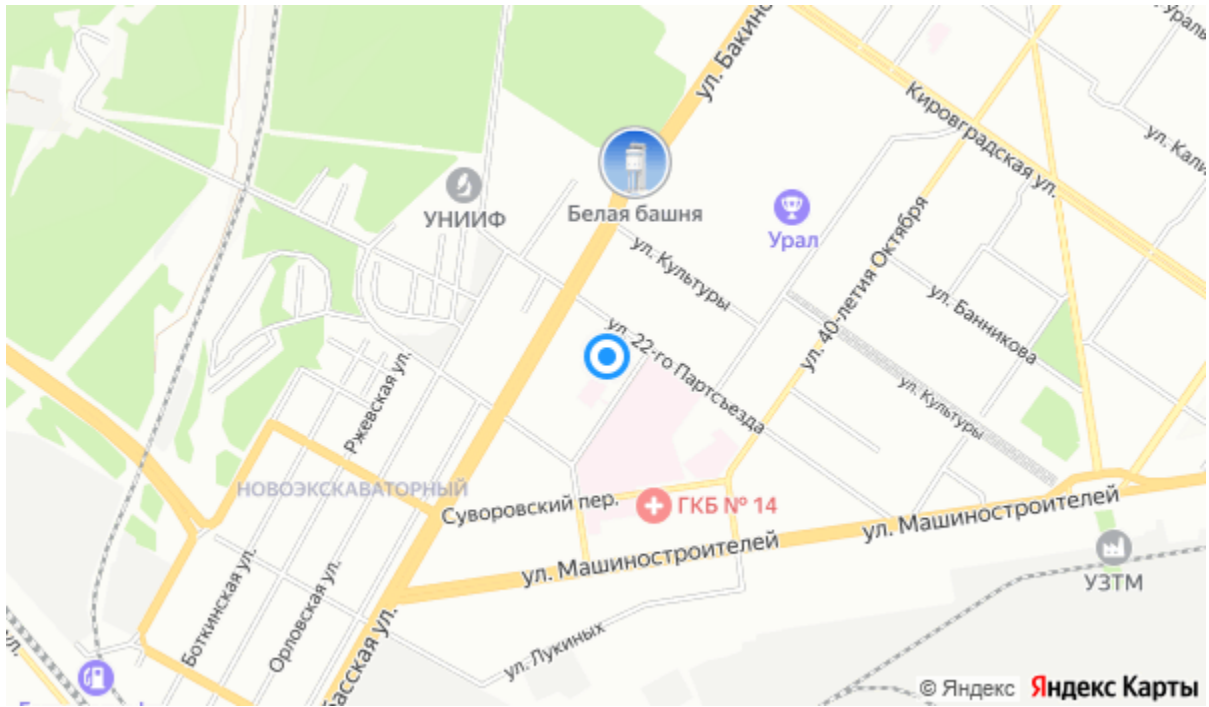 ул. Бакинс
Кировградская ул.
ул. Кали
УНИИФ
Белая башня
Урал
ул. Культуры
ул. 40-летия Октября
ул. Банникова
ул. 22-го Партсъезда
Ржевская ул.
ул. Культуры
НОВОЭКСКАВАТОРНЫЙ
Суворовский пер.
ГКБ № 14
ул. Машиностроителей
ул. Машиностроителей
УЗТМ
Боткинская ул.
Орловская ул.
басская ул.
ул. Лукиных
© Яндекс Яндекс Карты